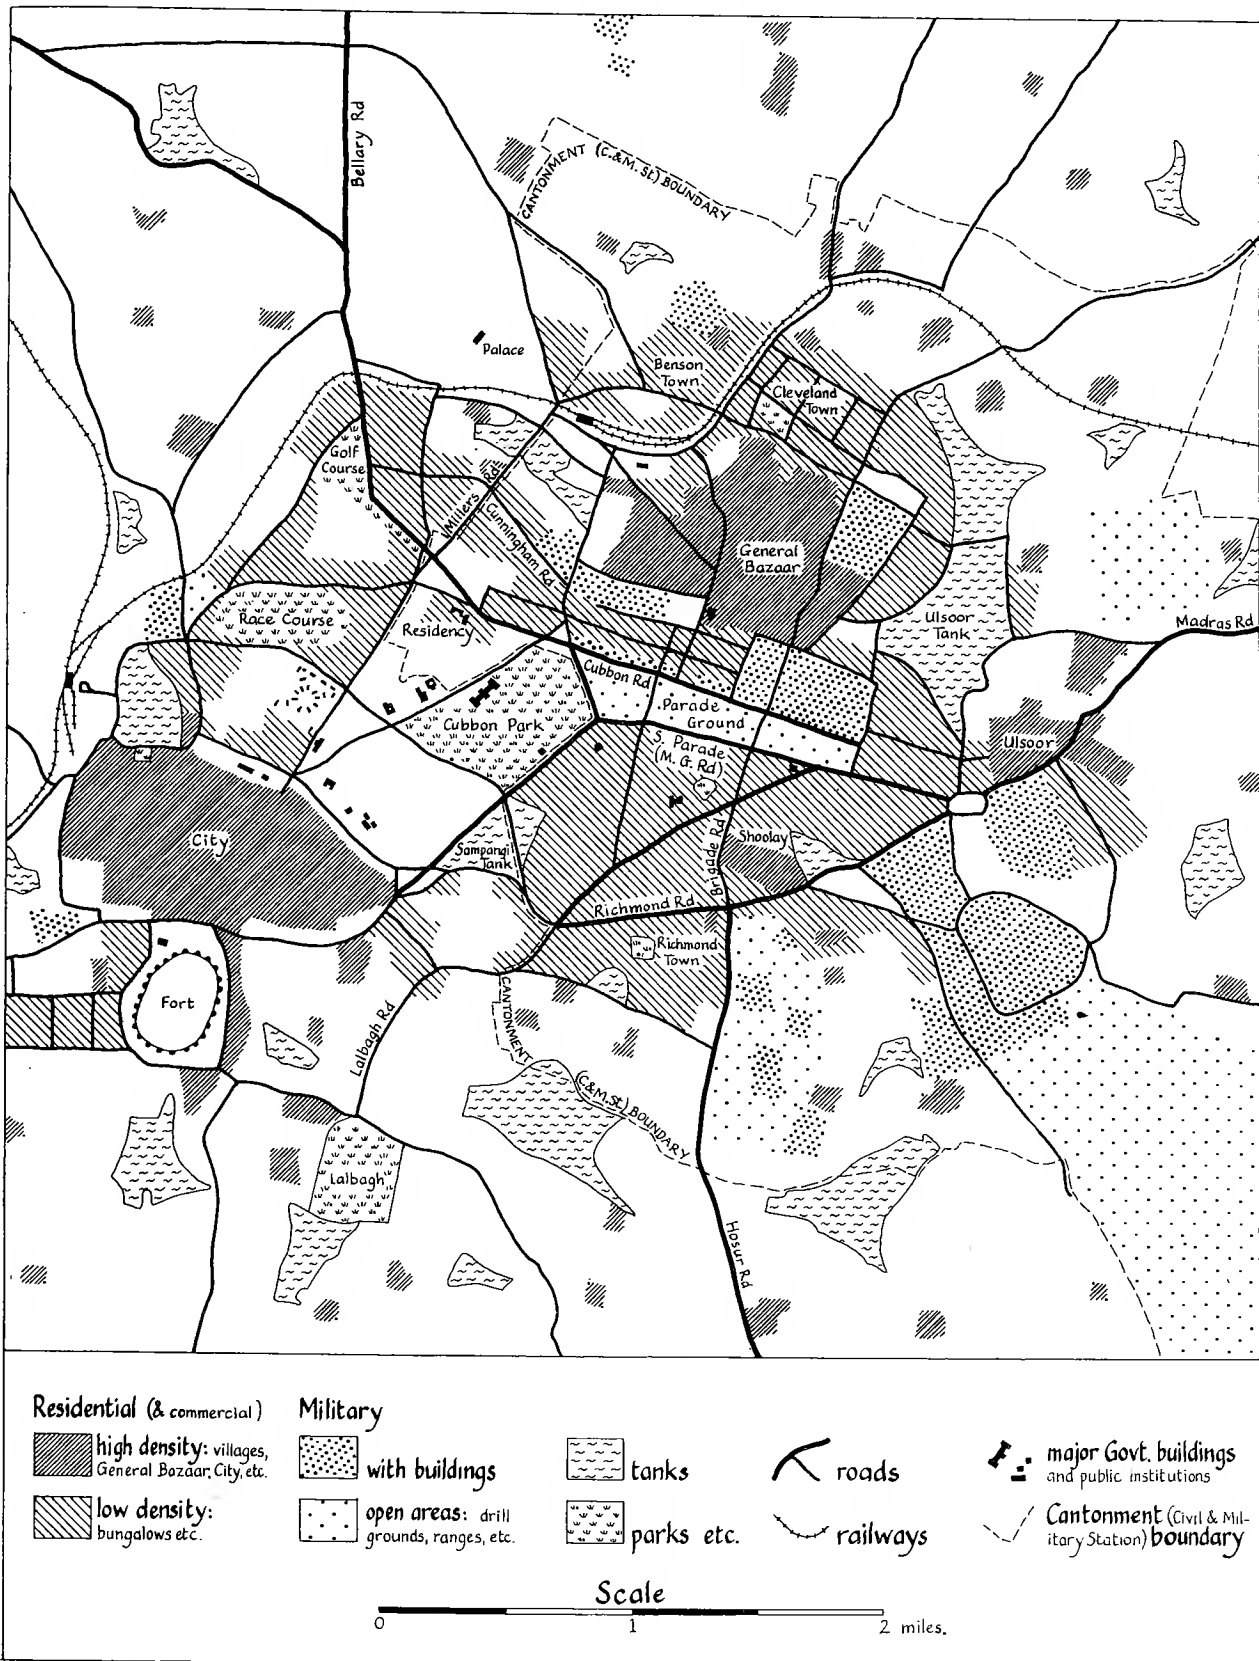 Bellary Rd
CANTONMENT (C.&M. St.) BOUNDARY
Palace
Benson
Town
Cleveland
Town
Golf
Course
Millers Rd
Cunningham Rd
General
Bazaar
Race Course
Residency
Ulsoor
Tank
Madras Rd
Cubbon Rd
Parade
Ground
Cubbon Park
S. Parade
(M. G. Rd)
Ulsoor
City
Sampangi
Tank
Brigade Rd
Shoolay
Richmond Rd
Richmond
Town
Fort
Lalbagh Rd
CANTONMENT
(C.&M.St.) BOUNDARY
Lalbagh
Hosur Rd
Residential (& commercial)
high density: villages,
General Bazaar, City, etc.
low density:
bungalows etc.
Military
with buildings
open areas: drill
grounds, ranges, etc.
tanks
parks etc.
roads
railways
major Govt. buildings
and public institutions
Cantonment (Civil & Mil-
itary Station) boundary
Scale
0 1 2 miles.